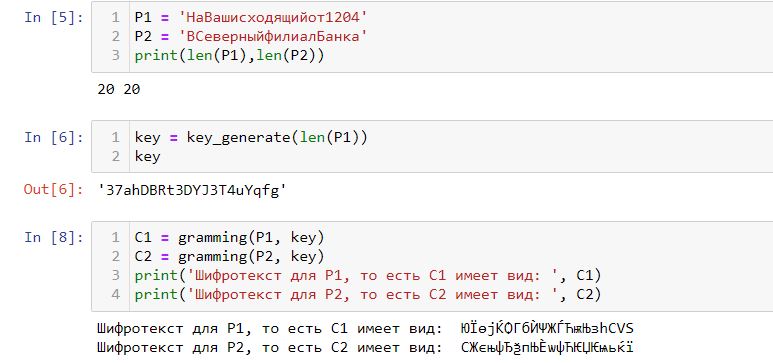 In [5]:
1 P1 = 'НаВашисходящийот1204'
2 P2 = 'ВСеверныйфилиалБанка'
3 print(len(P1),len(P2))
20 20
In [6]:
1 key = key_generate(len(P1))
2 key
Out[6]: '37ahDBRt3DYJ3T4uYqfg'
In [8]:
1 C1 = gramming(P1, key)
2 C2 = gramming(P2, key)
3 print('Шифротекст для P1, то есть C1 имеет вид: ', C1)
4 print('Шифротекст для P2, то есть C2 имеет вид: ', C2)
Шифротекст для P1, то есть C1 имеет вид:  ЮЇѳјЌѺГбЍѰЖЃЋѭЊзhCVS
Шифротекст для P2, то есть C2 имеет вид:  СЖєњѱЂѯпЊЀѡѱЋѤЏѤѩьќї